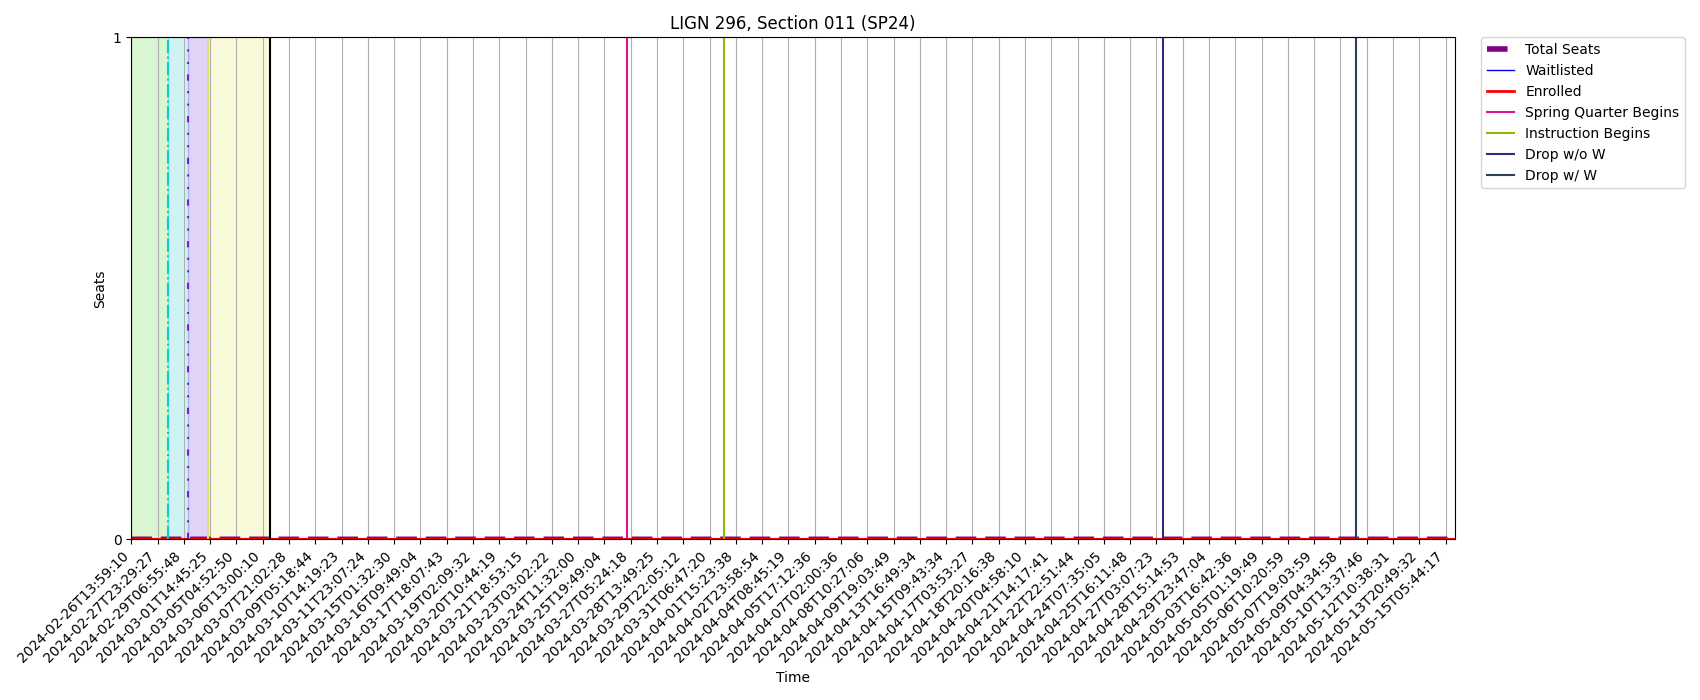 LIGN 296, Section 011 (SP24)
1
0
Seats
Total Seats
Waitlisted
Enrolled
Spring Quarter Begins
Instruction Begins
Drop w/o W
Drop w/ W
2024-02-26T13:59:10
2024-02-27T23:29:27
2024-02-29T06:55:48
2024-03-01T14:45:25
2024-03-05T04:52:50
2024-03-06T13:00:10
2024-03-07T21:02:28
2024-03-09T05:18:44
2024-03-10T14:19:23
2024-03-11T23:07:24
2024-03-15T01:32:30
2024-03-16T09:49:04
2024-03-17T18:07:43
2024-03-19T02:09:32
2024-03-20T10:44:19
2024-03-21T18:53:15
2024-03-23T03:02:22
2024-03-24T11:32:00
2024-03-25T19:49:04
2024-03-27T05:24:18
2024-03-28T13:49:25
2024-03-29T22:05:12
2024-03-31T06:47:20
2024-04-01T15:23:38
2024-04-02T23:58:54
2024-04-04T08:45:19
2024-04-05T17:12:36
2024-04-07T02:00:36
2024-04-08T10:27:06
2024-04-09T19:03:49
2024-04-13T16:49:34
2024-04-15T09:43:34
2024-04-17T03:53:27
2024-04-18T20:16:38
2024-04-20T04:58:10
2024-04-21T14:17:41
2024-04-22T22:51:44
2024-04-24T07:35:05
2024-04-25T16:11:48
2024-04-27T03:07:23
2024-04-28T15:14:53
2024-04-29T23:47:04
2024-05-03T16:42:36
2024-05-05T01:19:49
2024-05-06T10:20:59
2024-05-07T19:03:59
2024-05-09T04:34:58
2024-05-10T13:37:46
2024-05-12T10:38:31
2024-05-13T20:49:32
2024-05-15T05:44:17
Time